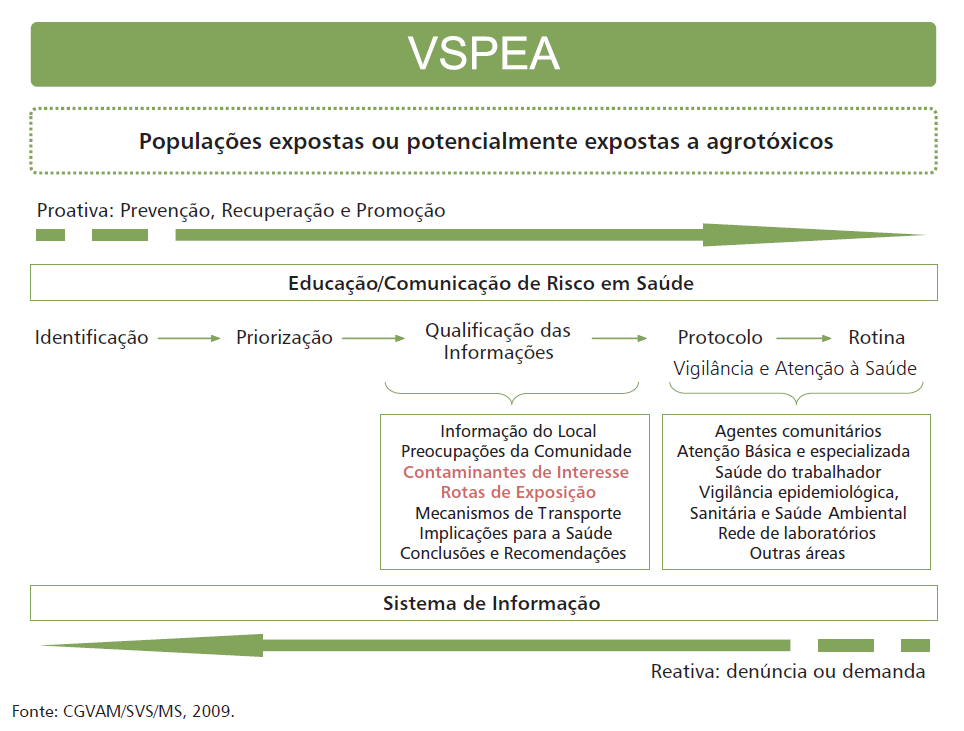 VSPEA
Populações expostas ou potencialmente expostas a agrotóxicos
Proativa: Prevenção, Recuperação e Promoção
Educação/Comunicação de Risco em Saúde
Identificação
Priorização
Qualificação das
Informações
Protocolo
Rotina
Vigilância e Atenção à Saúde
Informação do Local
Preocupações da Comunidade
Contaminantes de Interesse
Rotas de Exposição
Mecanismos de Transporte
Implicações para a Saúde
Conclusões e Recomendações
Agentes comunitários
Atenção Básica e especializada
Saúde do trabalhador
Vigilância epidemiológica,
Sanitária e Saúde Ambiental
Rede de laboratórios
Outras áreas
Sistema de Informação
Reativa: denúncia ou demanda
Fonte: CGVAM/SVS/MS, 2009.